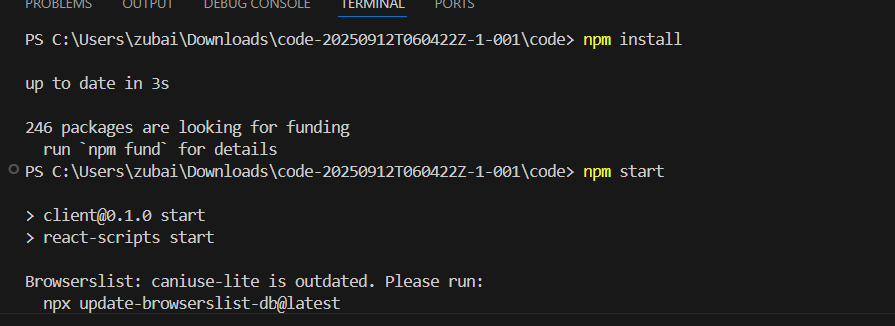 PROBLEMS OUTPUT DEBUG CONSOLE TERMINAL PORTS
PS C:\Users\zubai\Downloads\code-20250912T060422Z-1-001\code> npm install
up to date in 3s
246 packages are looking for funding
  run `npm fund` for details
PS C:\Users\zubai\Downloads\code-20250912T060422Z-1-001\code> npm start
> client@0.1.0 start
> react-scripts start
Browserslist: caniuse-lite is outdated. Please run:
  npx update-browserslist-db@latest